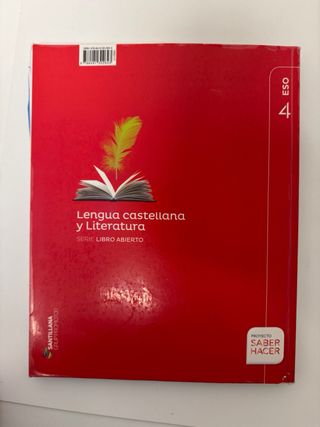 ESO
4
Lengua castellana
y Literatura
SERIE LIBRO ABIERTO
SANTILLANA
PROYECTO
SABER
HACER